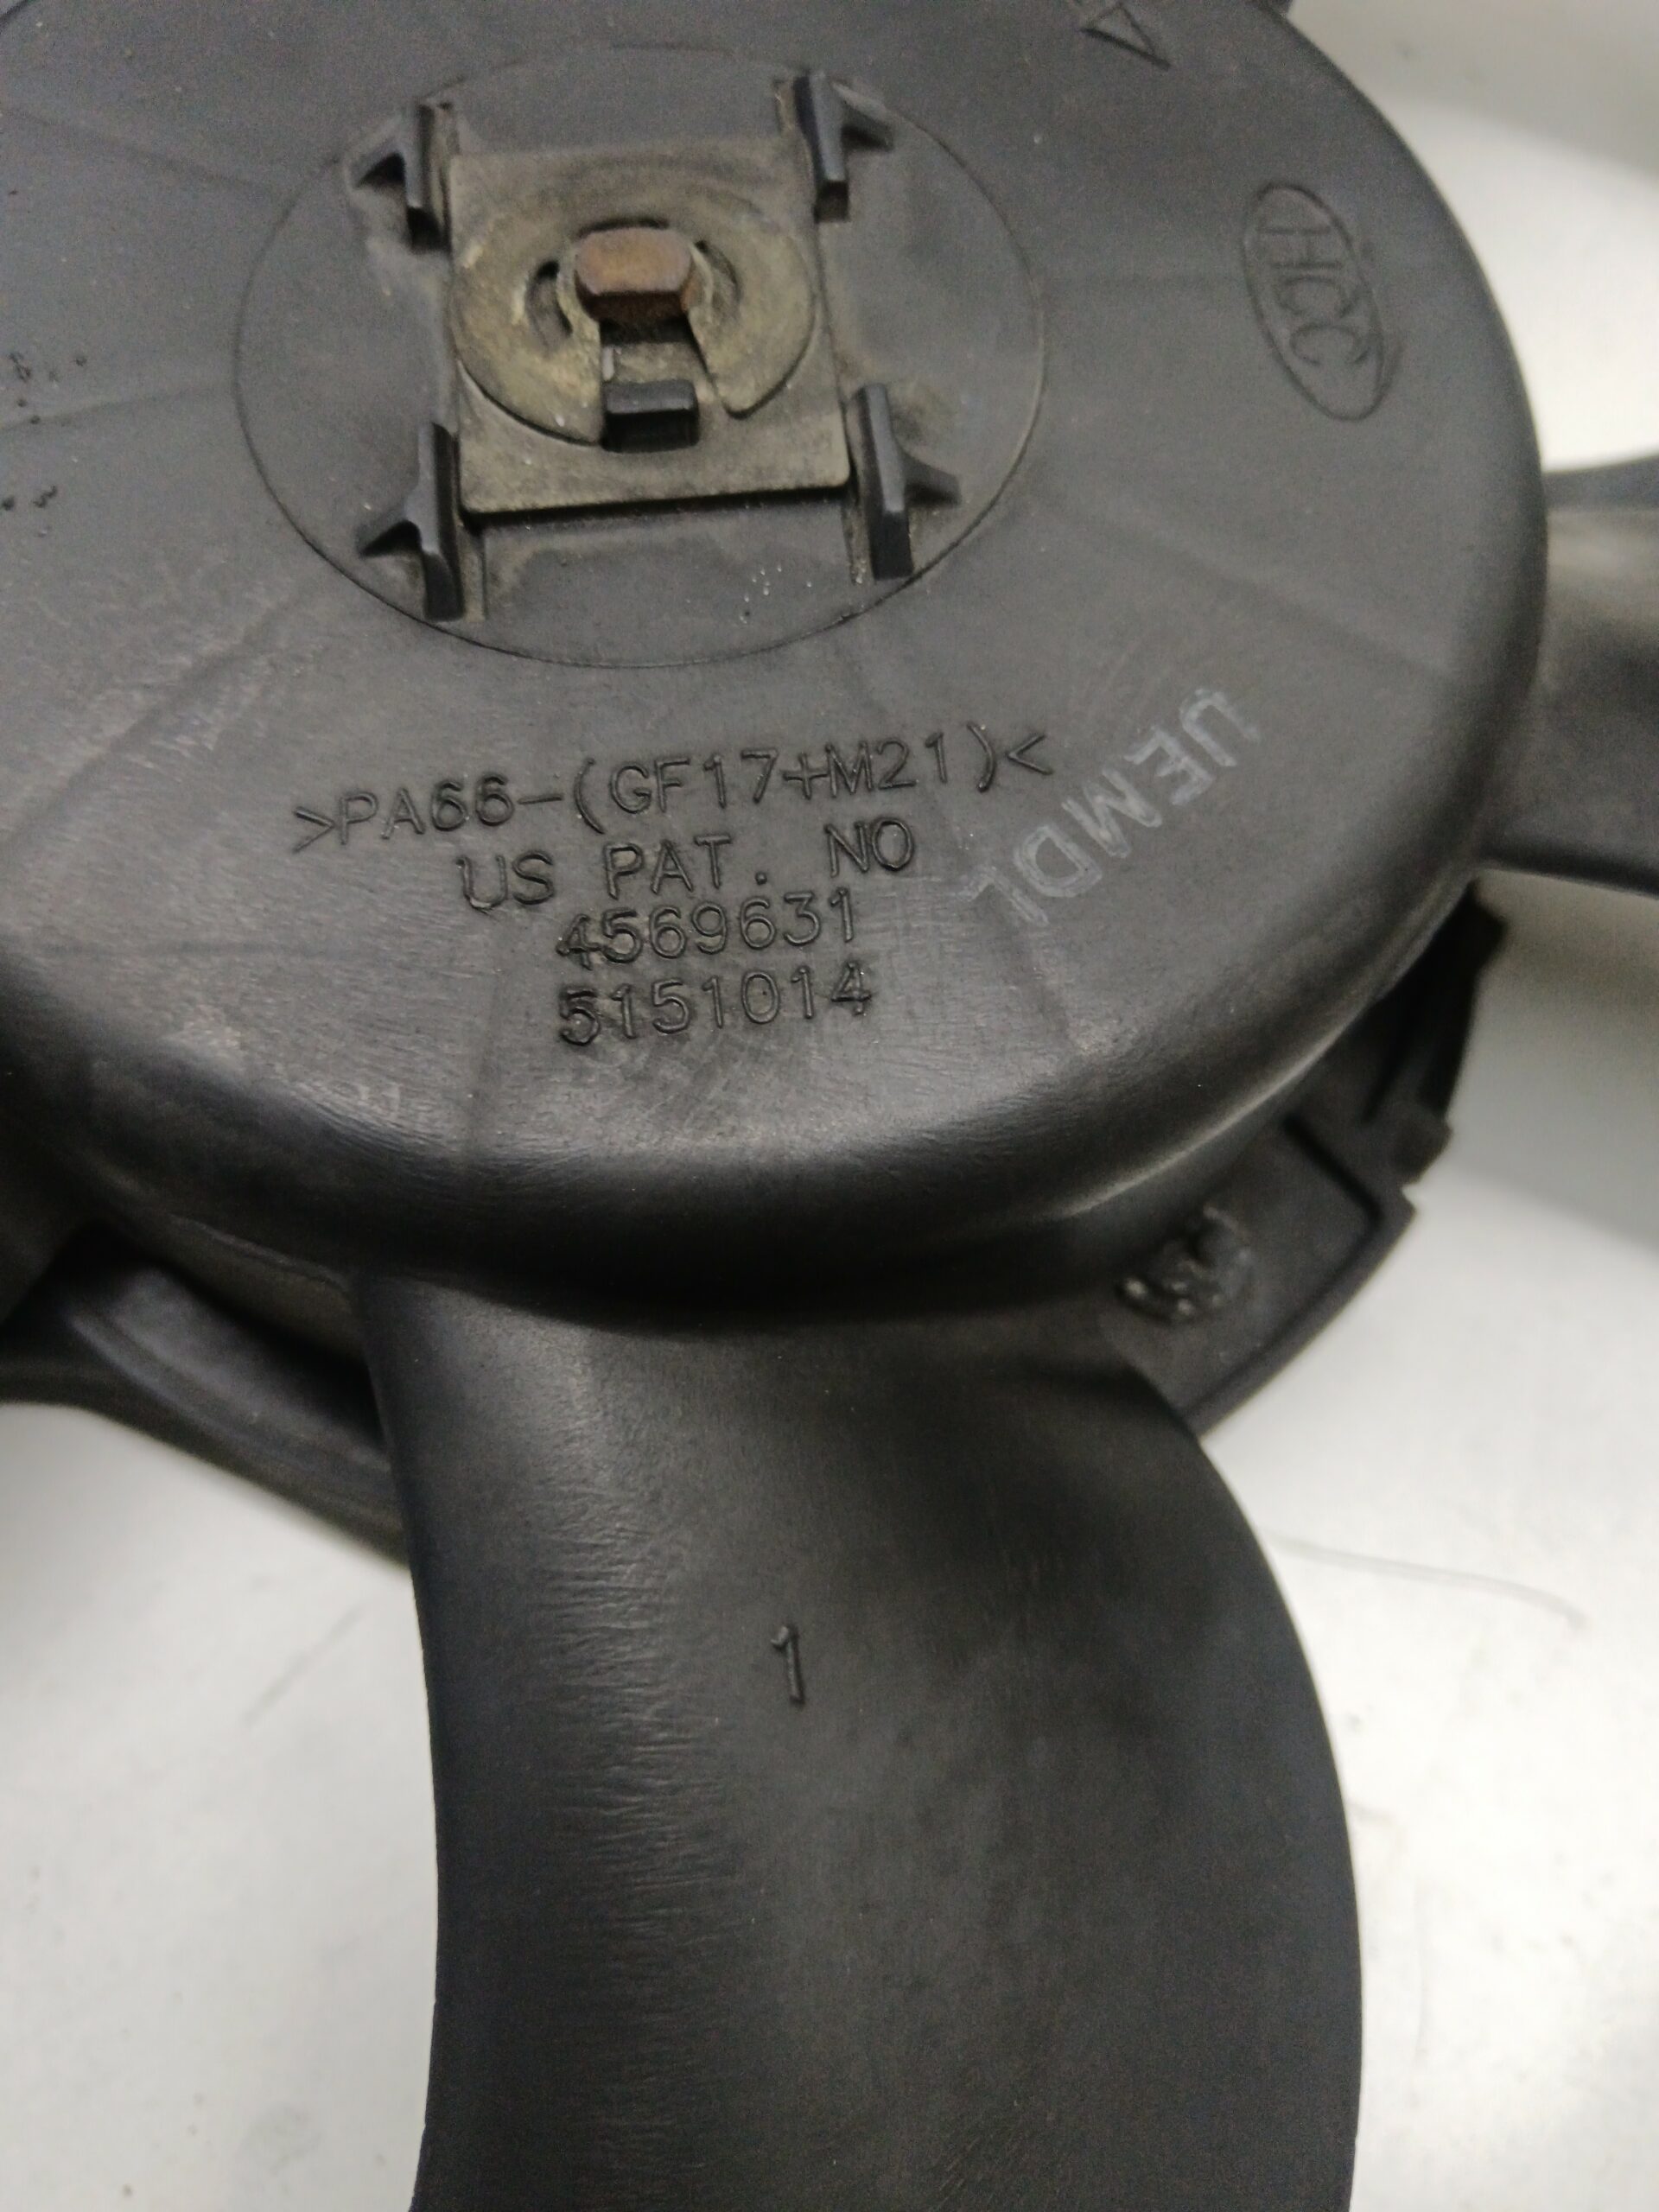 HCC
>PA66-(GF17+M21)<
US PAT. NO
4569631
5151014
UEMDL
1